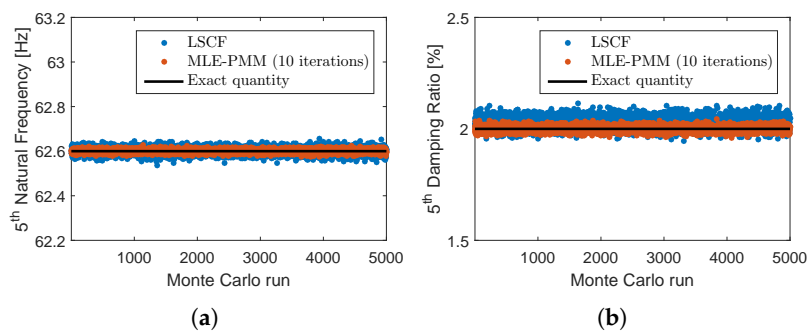 63.2
63
62.8
62.6
62.4
62.2
5th Natural Frequency [Hz]
LSCF
MLE-PMM (10 iterations)
Exact quantity
1000 2000 3000 4000 5000
Monte Carlo run
(a)
2.5
2
1.5
5th Damping Ratio [%]
LSCF
MLE-PMM (10 iterations)
Exact quantity
1000 2000 3000 4000 5000
Monte Carlo run
(b)